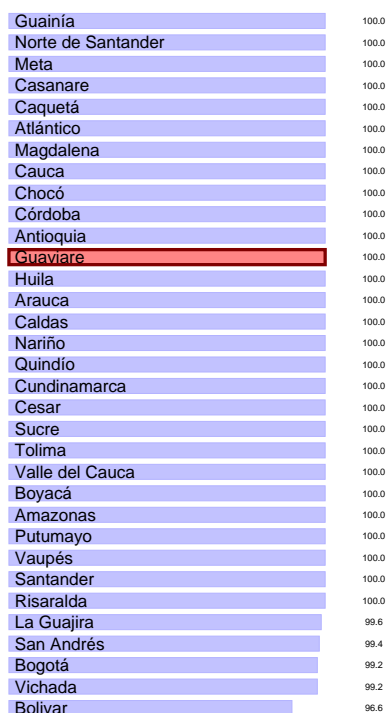 Guainía 100.0
Norte de Santander 100.0
Meta 100.0
Casanare 100.0
Caquetá 100.0
Atlántico 100.0
Magdalena 100.0
Cauca 100.0
Chocó 100.0
Córdoba 100.0
Antioquia 100.0
Guaviare 100.0
Huila 100.0
Arauca 100.0
Caldas 100.0
Nariño 100.0
Quindío 100.0
Cundinamarca 100.0
Cesar 100.0
Sucre 100.0
Tolima 100.0
Valle del Cauca 100.0
Boyacá 100.0
Amazonas 100.0
Putumayo 100.0
Vaupés 100.0
Santander 100.0
Risaralda 100.0
La Guajira 99.6
San Andrés 99.4
Bogotá 99.2
Vichada 99.2
Bolivar 96.6